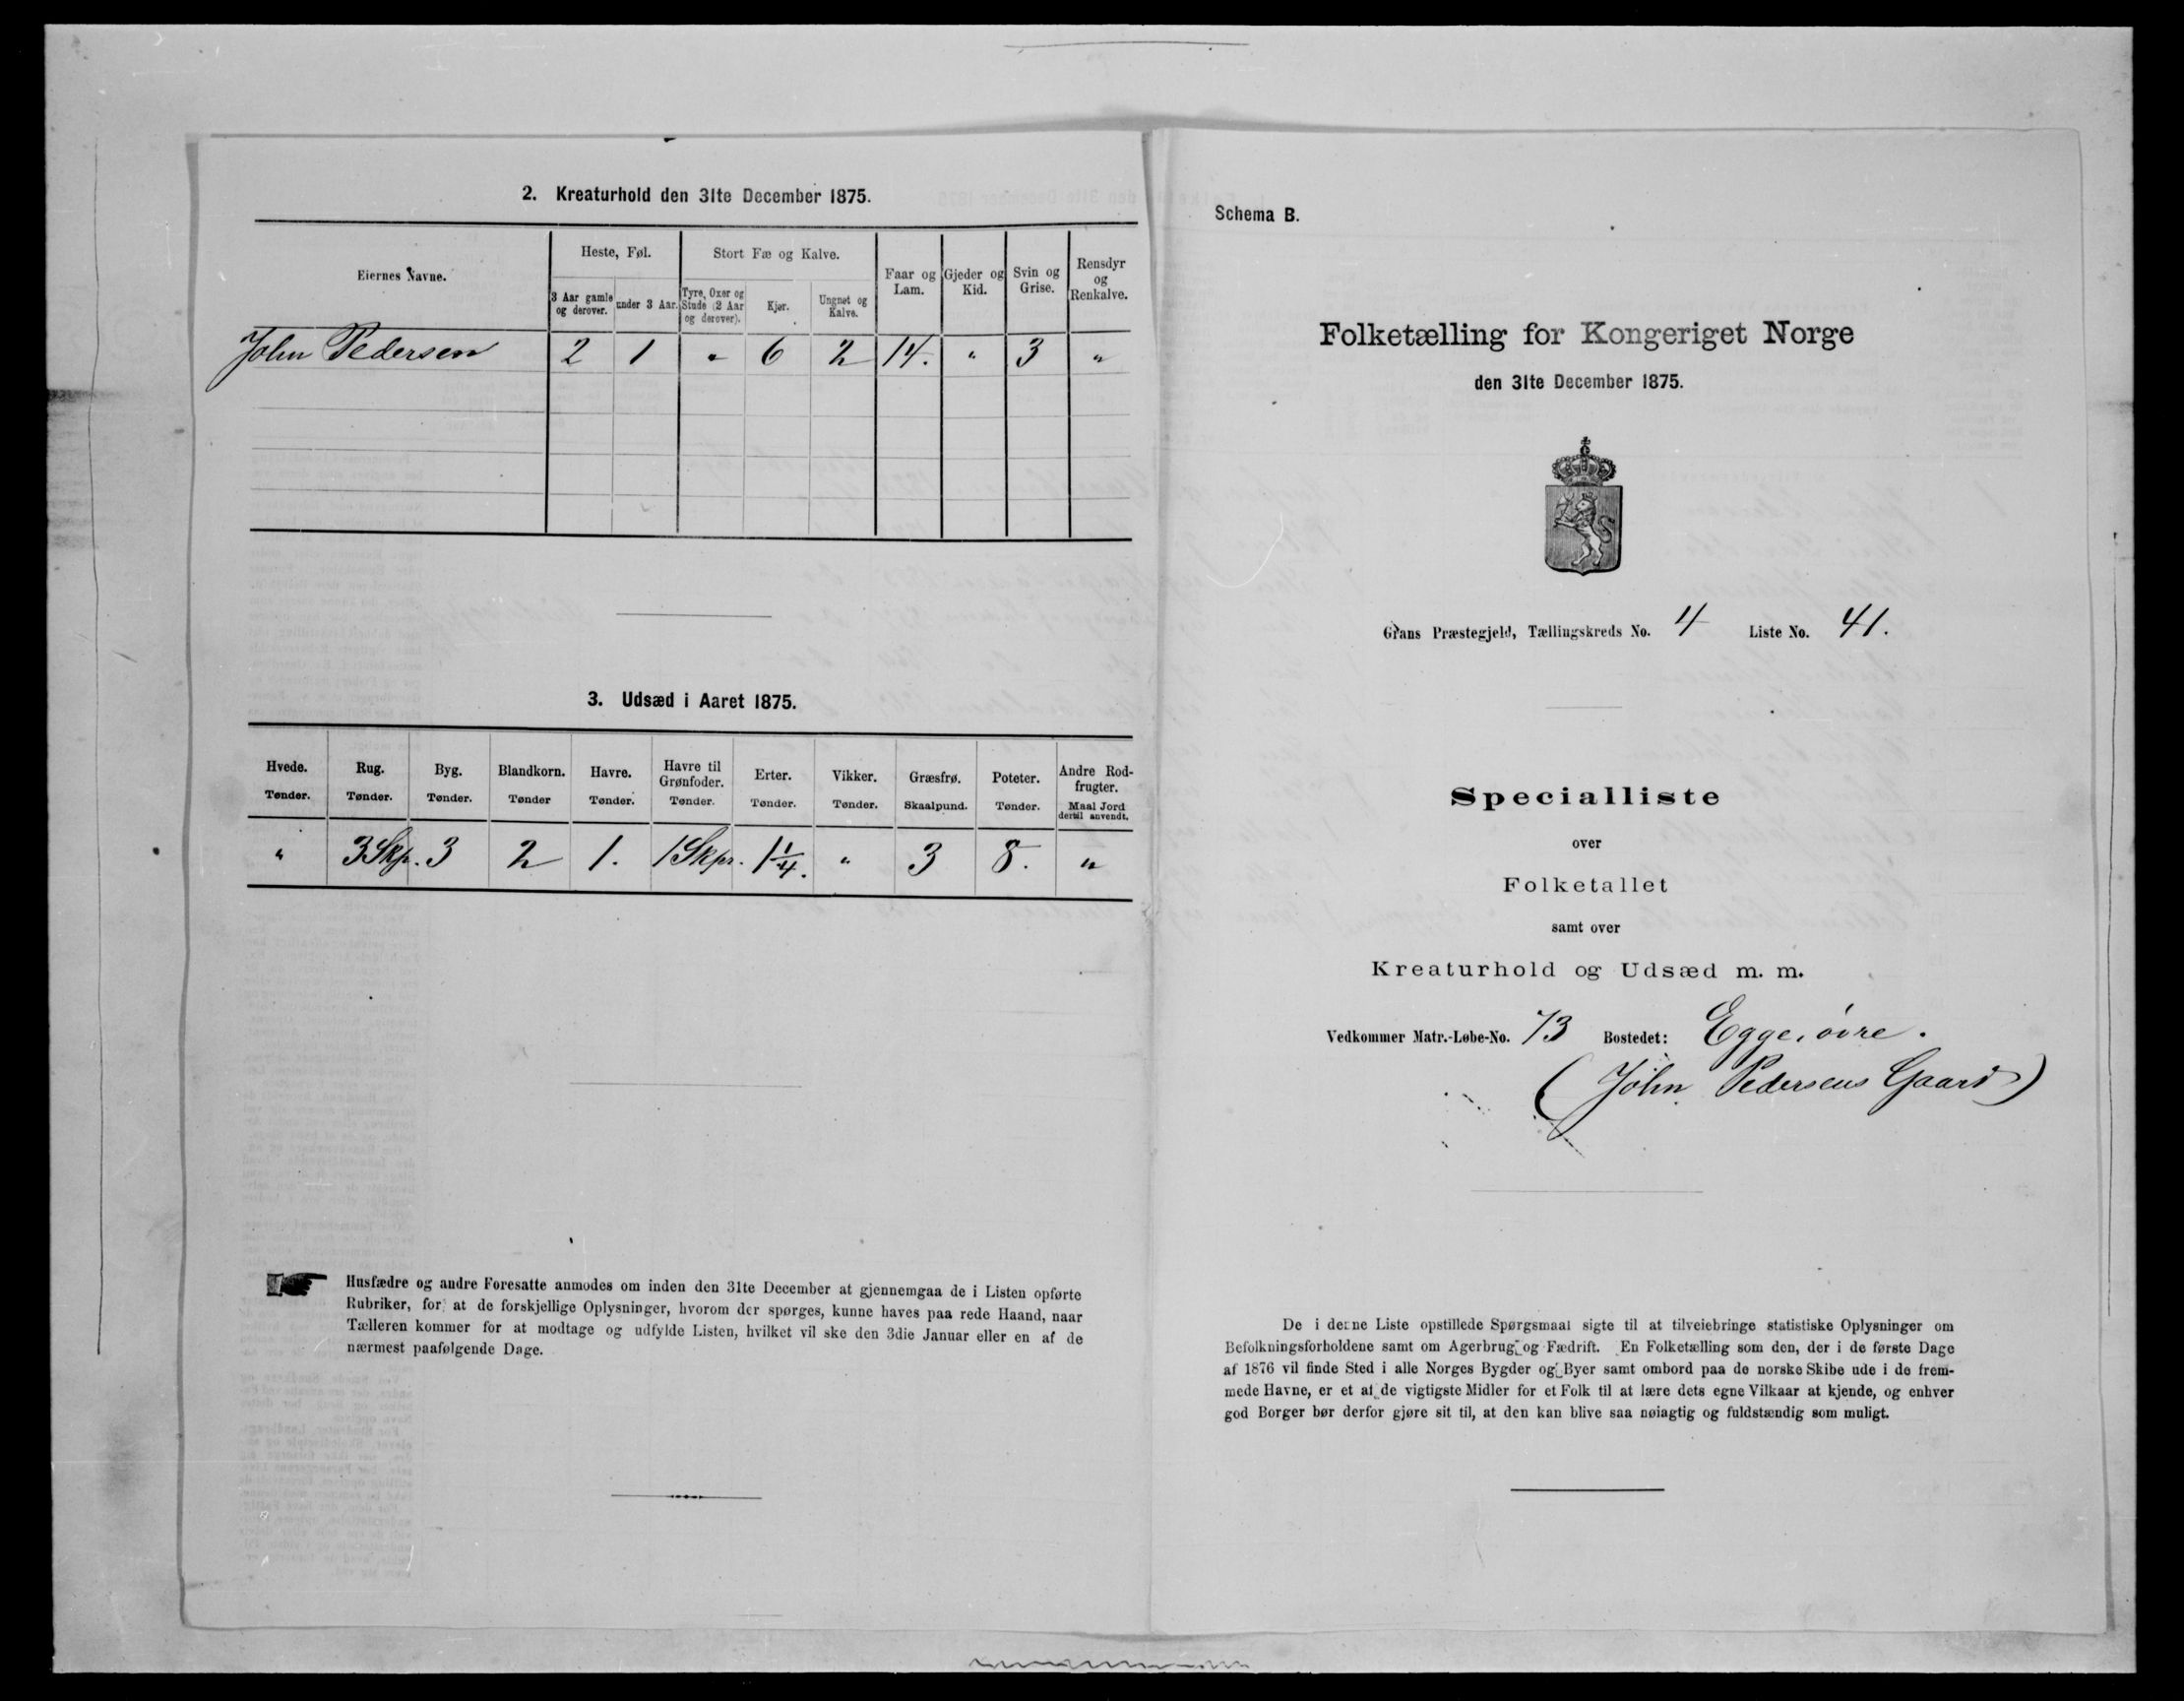 2. Kreaturhold den 31te December 1875.
Eiernes Navne.
Heste, Føl.
Stort Fæ og Kalve.
Faar og Lam.
Gjeder og Kid.
Svin og Grise.
Rensdyr og Renkalve.
3 Aar gamle og derover.
under 3 Aar.
Tyre, Oxer og Stude (2 Aar og derover).
Kjør.
Ungnøt og Kalve.
John Pedersen 2 1 " 6 2 14. " 3 "
3. Udsæd i Aaret 1875.
Hvede. Rug. Byg. Blandkorn. Havre. Havre til Grønfoder. Erter. Vikker. Græsfrø. Poteter. Andre Rodfrugter.
Tønder. Tønder. Tønder. Tønder Tønder. Tønder. Tønder. Tønder. Skaalpund. Tønder. Maal Jord dertil anvendt.
" 3 Skp. 3 2 1. 1 Skpr. 1 1/4. " 3 8. "
Husfædre og andre Foresatte anmodes om inden den 31te December at gjennemgaa de i Listen opførte
Rubriker, for at de forskjellige Oplysninger, hvorom der spørges, kunne haves paa rede Haand, naar
Tælleren kommer for at modtage og udfylde Listen, hvilket vil ske den 3die Januar eller en af de
nærmest paafølgende Dage.
Schema B.
Folketælling for Kongeriget Norge
den 31te December 1875.
Grans Præstegjeld, Tællingskreds No. 4 Liste No. 41.
Specialliste
over
Folketallet
samt over
Kreaturhold og Udsæd m. m.
Vedkommer Matr.-Løbe-No. 73 Bostedet: Egge, øvre.
(John Pedersens Gaard)
De i denne Liste opstillede Spørgsmaal sigte til at tilveiebringe statistiske Oplysninger om
Befolkningsforholdene samt om Agerbrug og Fædrift. En Folketælling som den, der i de første Dage
af 1876 vil finde Sted i alle Norges Bygder og Byer samt ombord paa de norske Skibe ude i de frem-
mede Havne, er et af de vigtigste Midler for et Folk til at lære dets egne Vilkaar at kjende, og enhver
god Borger bør derfor gjøre sit til, at den kan blive saa nøiagtig og fuldstændig som muligt.